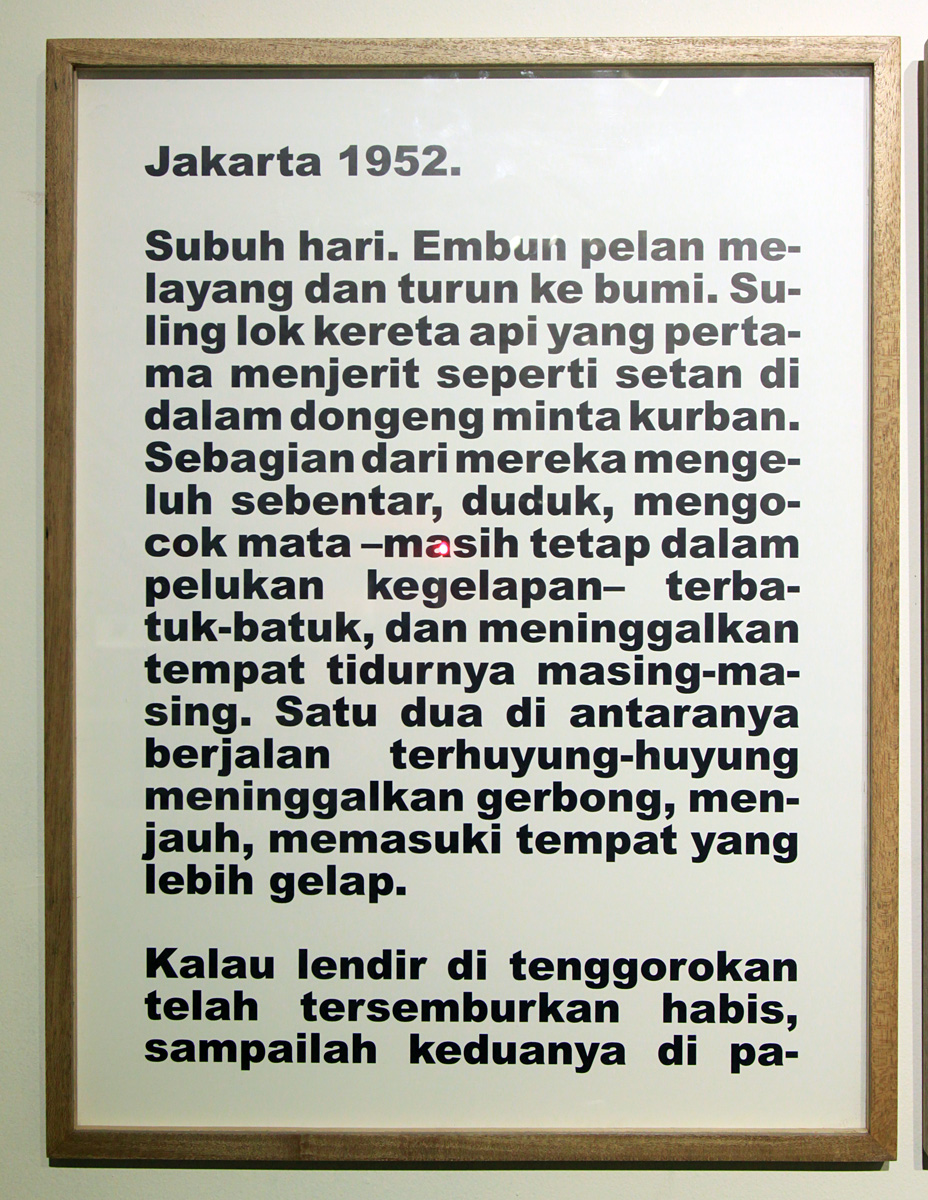 Jakarta 1952.
Subuh hari. Embun pelan me-
layang dan turun ke bumi. Su-
ling lok kereta api yang perta-
ma menjerit seperti setan di
dalam dongeng minta kurban.
Sebagian dari mereka menge-
luh sebentar, duduk, mengo-
cok mata –masih tetap dalam
pelukan kegelapan– terba-
tuk-batuk, dan meninggalkan
tempat tidurnya masing-ma-
sing. Satu dua di antaranya
berjalan terhuyung-huyung
meninggalkan gerbong, men-
jauh, memasuki tempat yang
lebih gelap.
Kalau lendir di tenggorokan
telah tersemburkan habis,
sampailah keduanya di pa-